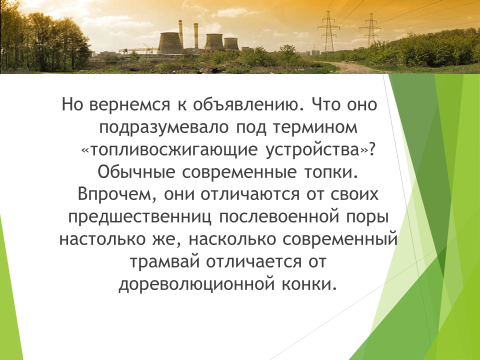 Но вернемся к объявлению. Что оно
подразумевало под термином
«топливосжигающие устройства»?
Обычные современные топки.
Впрочем, они отличаются от своих
предшественниц послевоенной поры
настолько же, насколько современный
трамвай отличается от
дореволюционной конки.